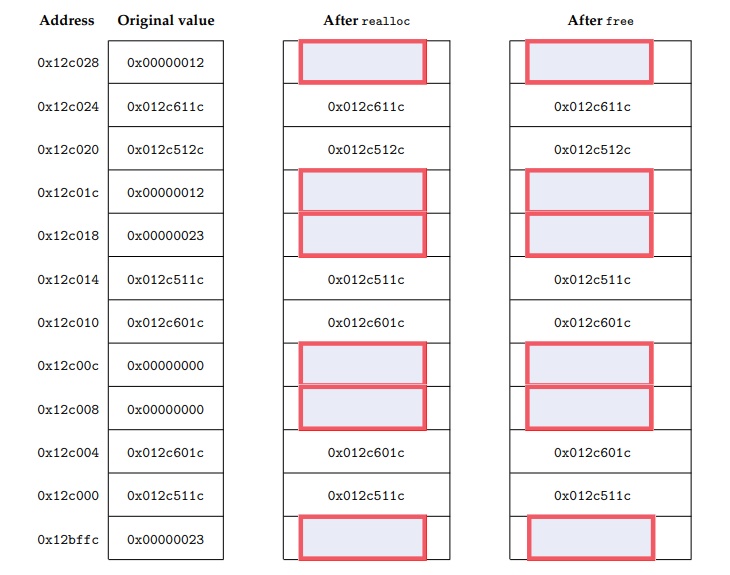 Address Original value After realloc After free
0x12c028 0x00000012
0x12c024 0x012c611c 0x012c611c 0x012c611c
0x12c020 0x012c512c 0x012c512c 0x012c512c
0x12c01c 0x00000012
0x12c018 0x00000023
0x12c014 0x012c511c 0x012c511c 0x012c511c
0x12c010 0x012c601c 0x012c601c 0x012c601c
0x12c00c 0x00000000
0x12c008 0x00000000
0x12c004 0x012c601c 0x012c601c 0x012c601c
0x12c000 0x012c511c 0x012c511c 0x012c511c
0x12bffc 0x00000023